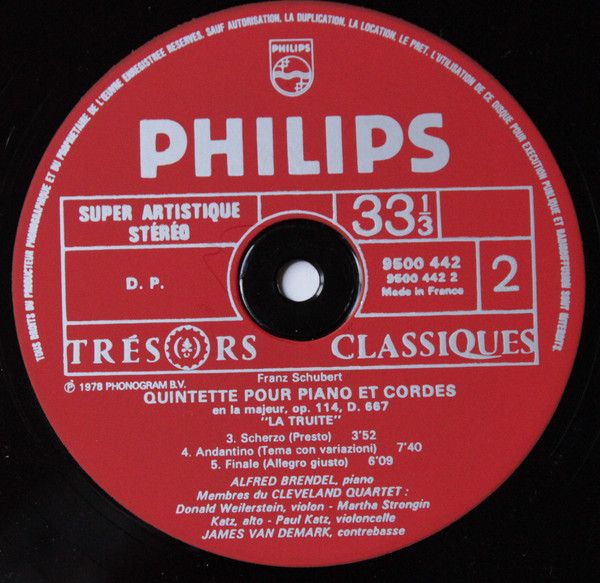 TOUS DROITS DU PRODUCTEUR PHONOGRAPHIQUE ET DU PROPRIETAIRE DE L'ŒUVRE ENREGISTREE RESERVES. SAUF AUTORISATION. LA DUPLICATION, LA LOCATION, LE PRET, L'UTILISATION DE CE DISQUE POUR EXECUTION PUBLIQUE ET RADIODIFFUSION SONT INTERDITS.
PHILIPS
PHILIPS
SUPER ARTISTIQUE
STÉRÉO
33 1/3
D. P.
9500 442
9500 442 2
Made in France
2
TRÉSORS CLASSIQUES
℗ 1978 PHONOGRAM B.V.
Franz Schubert
QUINTETTE POUR PIANO ET CORDES
en la majeur, op. 114, D. 667
"LA TRUITE"
3. Scherzo (Presto) 3'52
4. Andantino (Tema con variazioni) 7'40
5. Finale (Allegro giusto) 6'09
ALFRED BRENDEL, piano
Membres du CLEVELAND QUARTET :
Donald Weilerstein, violon - Martha Strongin
Katz, alto - Paul Katz, violoncelle
JAMES VAN DEMARK, contrebasse